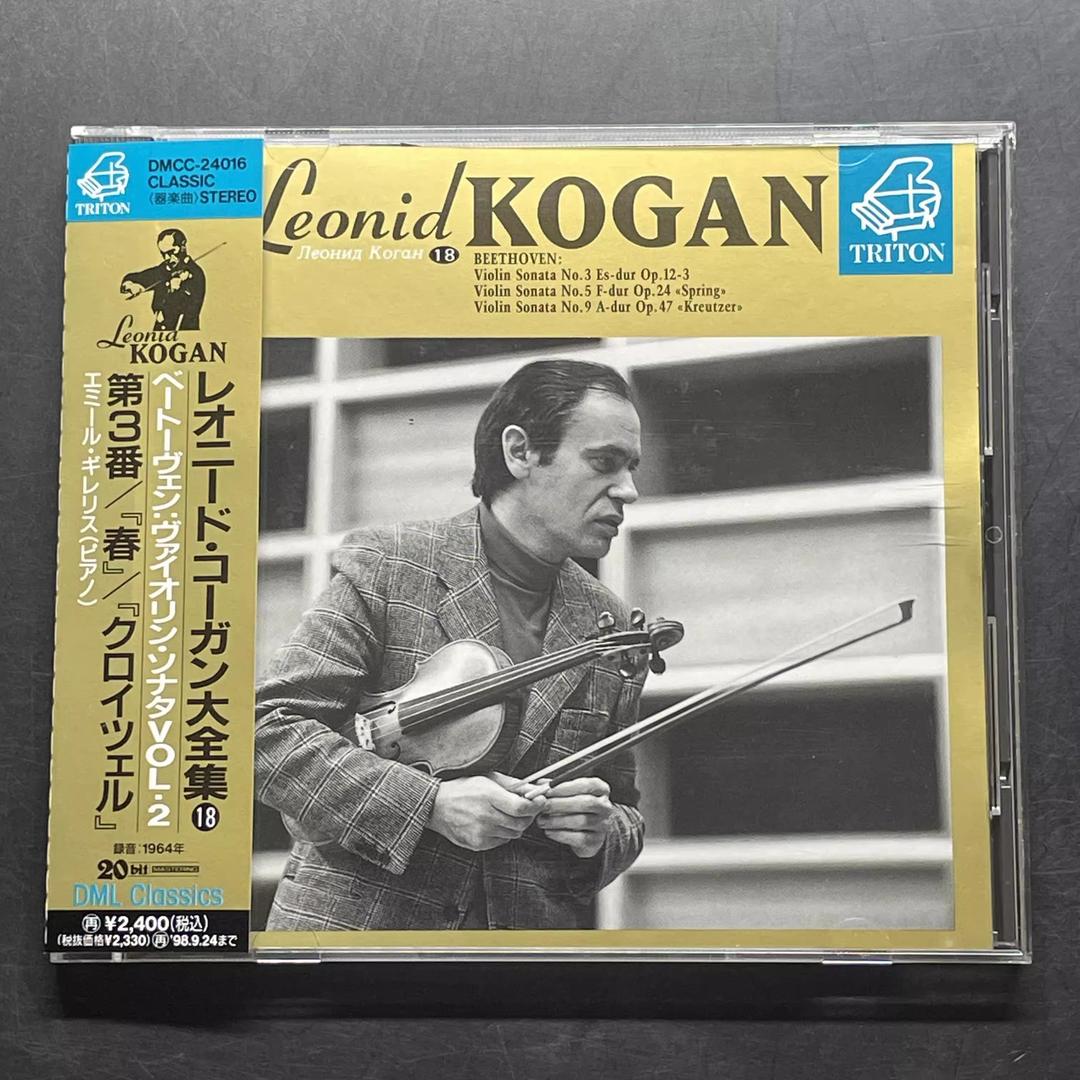 TRITON
DMCC-24016
CLASSIC
〈器楽曲〉STEREO
Leonid
KOGAN
レオニード・コーガン大全集 18
ベートーヴェン:ヴァイオリン・ソナタVOL・2
第3番/『春』/『クロイツェル』
エミール・ギレリス(ピアノ)
録音:1964年
20bit MASTERING
DML Classics
再 ¥2,400(税込)
(税抜価格¥2,330) 再 '98.9.24まで
Leonid KOGAN
Леонид Коган 18
BEETHOVEN:
Violin Sonata No.3 Es-dur Op.12-3
Violin Sonata No.5 F-dur Op.24 «Spring»
Violin Sonata No.9 A-dur Op.47 «Kreutzer»
TRITON